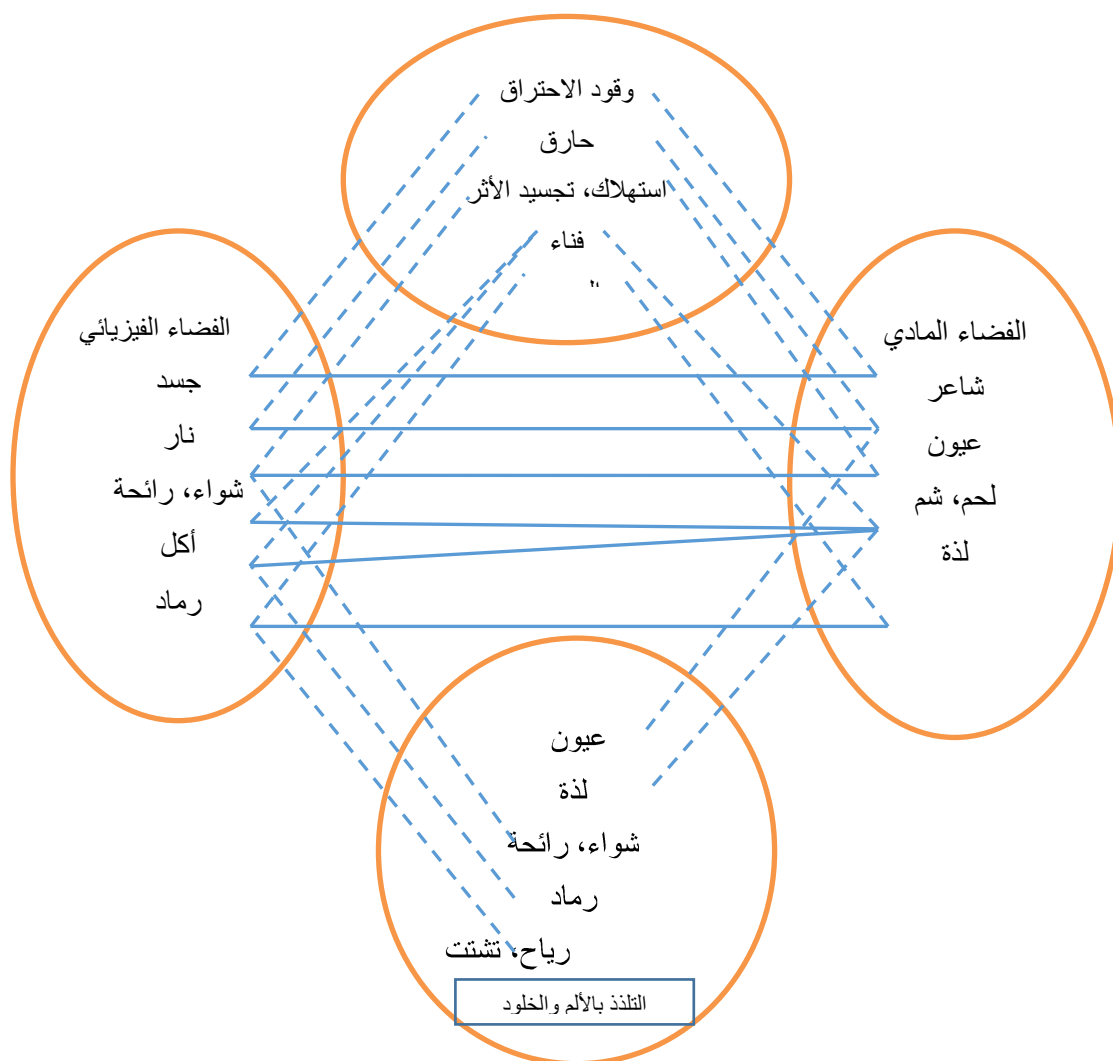 وقود الاحتراق
حارق
استهلاك، تجسيد الأثر
فناء
الفضاء الفيزيائي
جسد
نار
شواء، رائحة
أكل
رماد
الفضاء المادي
شاعر
عيون
لحم، شم
لذة
عيون
لذة
شواء، رائحة
رماد
رياح، تشتت
التلذذ بالألم والخلود